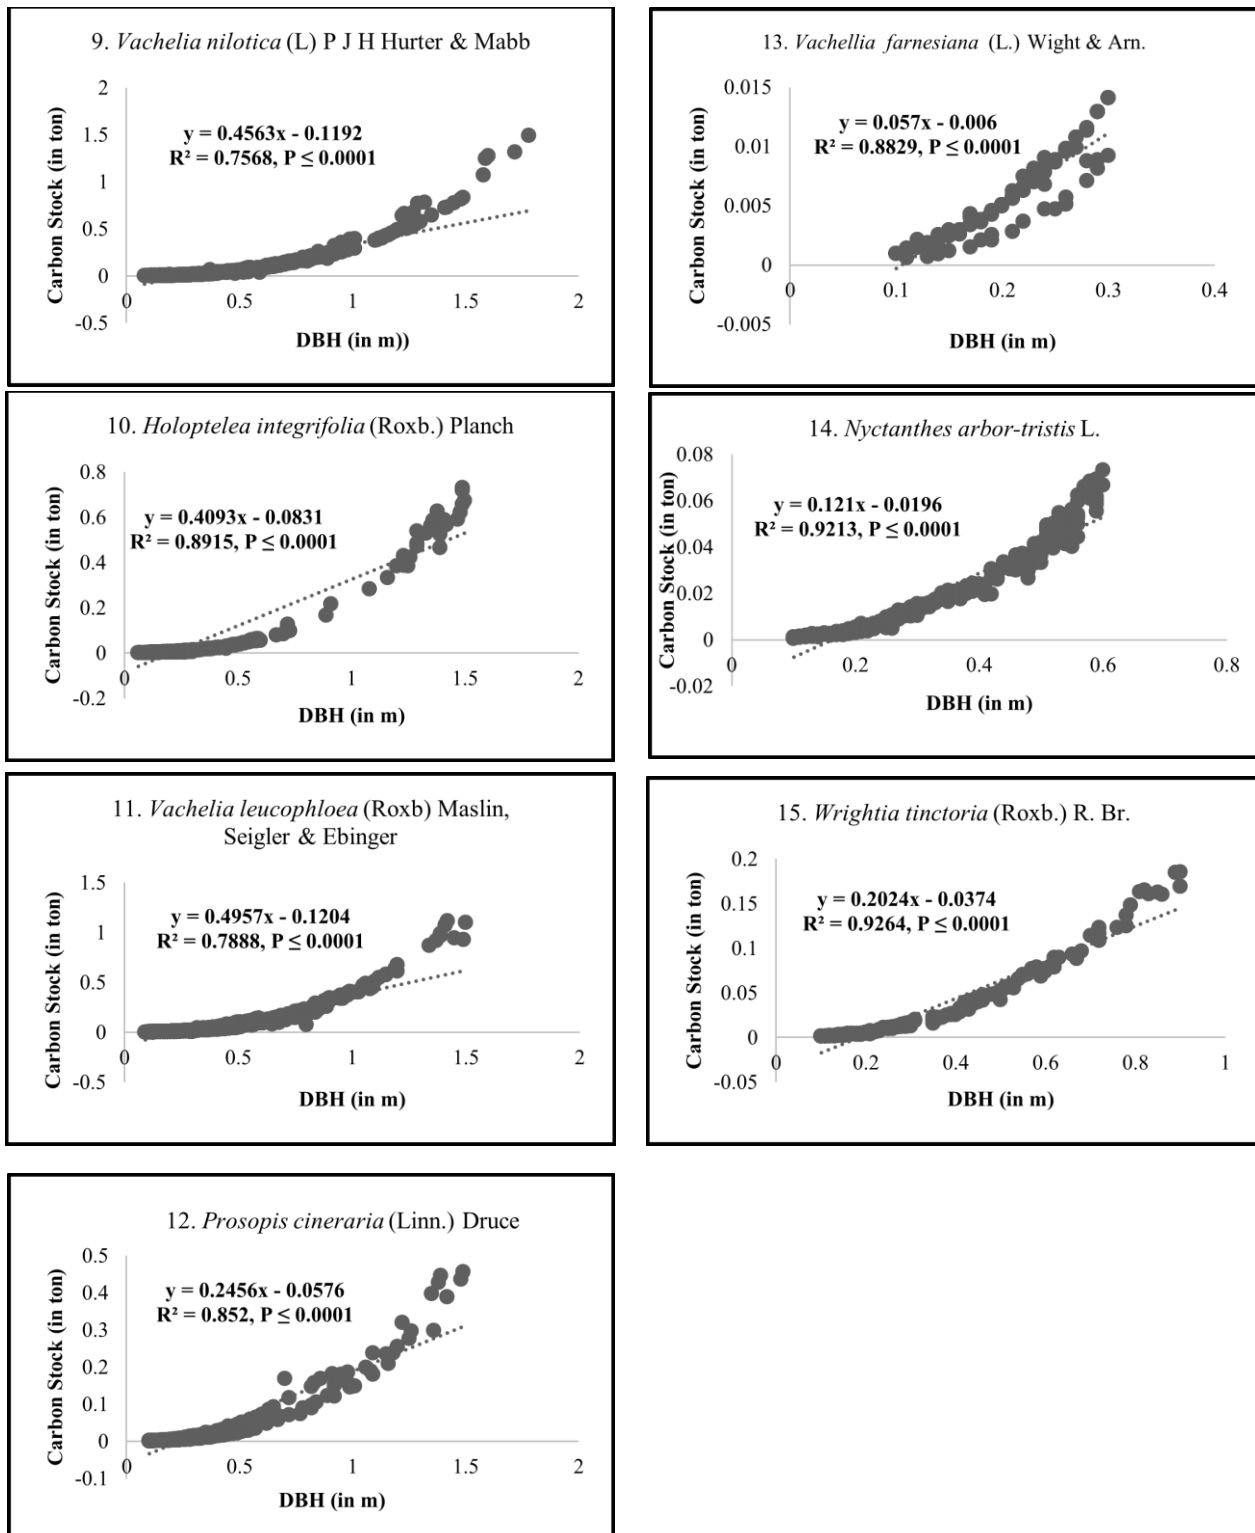 9. Vachelia nilotica (L) P J H Hurter & Mabb
2
1.5
1
0.5
0
-0.5
Carbon Stock (in ton)
y = 0.4563x - 0.1192
R² = 0.7568, P ≤ 0.0001
0
0.5
1
1.5
2
DBH (in m))
13. Vachellia farnesiana (L.) Wight & Arn.
0.015
0.01
0.005
0
-0.005
Carbon Stock (in ton)
y = 0.057x - 0.006
R² = 0.8829, P ≤ 0.0001
0
0.1
0.2
0.3
0.4
DBH (in m)
10. Holoptelea integrifolia (Roxb.) Planch
0.8
0.6
0.4
0.2
0
-0.2
Carbon Stock (in ton)
y = 0.4093x - 0.0831
R² = 0.8915, P ≤ 0.0001
0
0.5
1
1.5
2
DBH (in m)
14. Nyctanthes arbor-tristis L.
0.08
0.06
0.04
0.02
0
-0.02
Carbon Stock (in ton)
y = 0.121x - 0.0196
R² = 0.9213, P ≤ 0.0001
0
0.2
0.4
0.6
0.8
DBH (in m)
11. Vachelia leucophloea (Roxb) Maslin,
Seigler & Ebinger
1.5
1
0.5
0
-0.5
Carbon Stock (in ton)
y = 0.4957x - 0.1204
R² = 0.7888, P ≤ 0.0001
0
0.5
1
1.5
2
DBH (in m)
15. Wrightia tinctoria (Roxb.) R. Br.
0.2
0.15
0.1
0.05
0
-0.05
Carbon Stock (in ton)
y = 0.2024x - 0.0374
R² = 0.9264, P ≤ 0.0001
0
0.2
0.4
0.6
0.8
1
DBH (in m)
12. Prosopis cineraria (Linn.) Druce
0.5
0.4
0.3
0.2
0.1
0
-0.1
Carbon Stock (in ton)
y = 0.2456x - 0.0576
R² = 0.852, P ≤ 0.0001
0
0.5
1
1.5
2
DBH (in m)